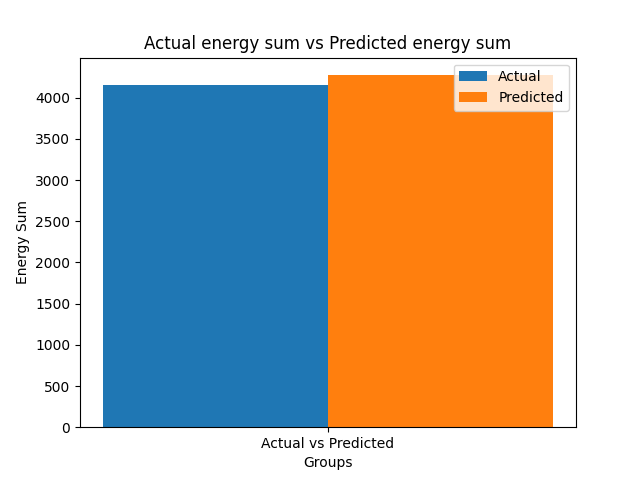 Actual energy sum vs Predicted energy sum
Actual
Predicted
4000
3500
3000
2500
2000
1500
1000
500
0
Energy Sum
Actual vs Predicted
Groups